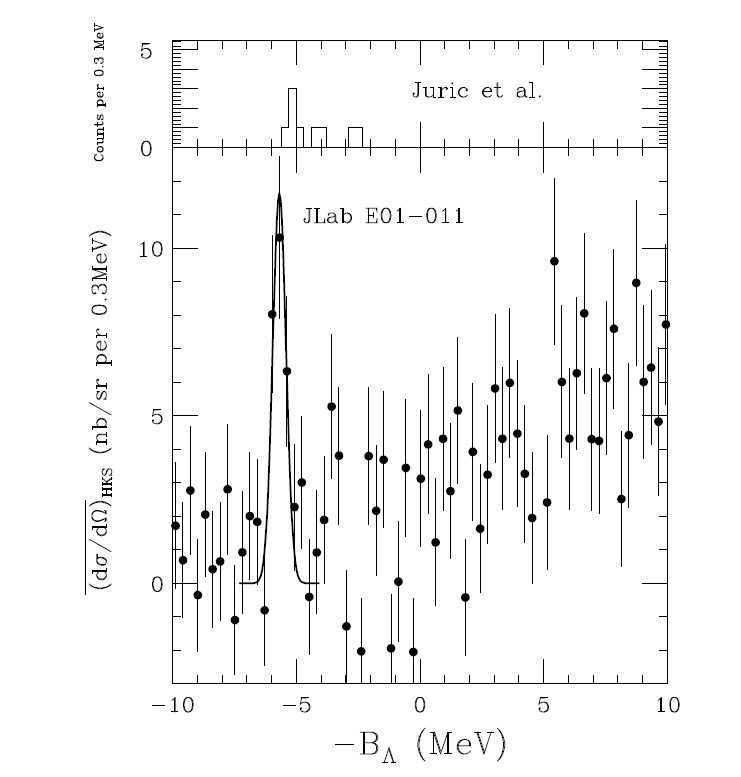 Counts per 0.3 MeV
5
0
Juric et al.
JLab E01-011
10
5
0
(dσ/dΩ)HKS (nb/sr per 0.3MeV)
-10 -5 0 5 10
-BΛ (MeV)